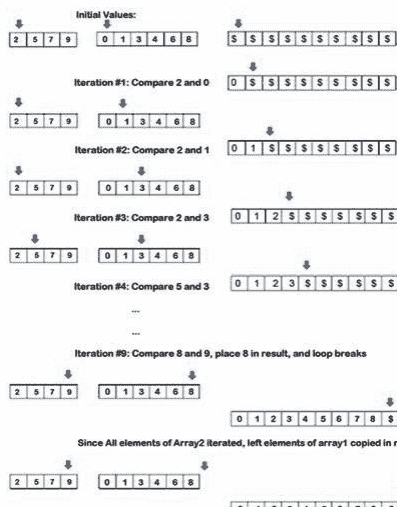 Initial Values:
2 5 7 9 0 1 3 4 6 8 $ $ $ $ $ $ $ $ $ $
Iteration #1: Compare 2 and 0 0 $ $ $ $ $ $ $ $ $
2 5 7 9 0 1 3 4 6 8
Iteration #2: Compare 2 and 1 0 1 $ $ $ $ $ $ $ $
2 5 7 9 0 1 3 4 6 8
Iteration #3: Compare 2 and 3 0 1 2 $ $ $ $ $ $ $
2 5 7 9 0 1 3 4 6 8
Iteration #4: Compare 5 and 3 0 1 2 3 $ $ $ $ $ $
...
...
Iteration #9: Compare 8 and 9, place 8 in result, and loop breaks
2 5 7 9 0 1 3 4 6 8
0 1 2 3 4 5 6 7 8 $
Since All elements of Array2 iterated, left elements of array1 copied in r
2 5 7 9 0 1 3 4 6 8